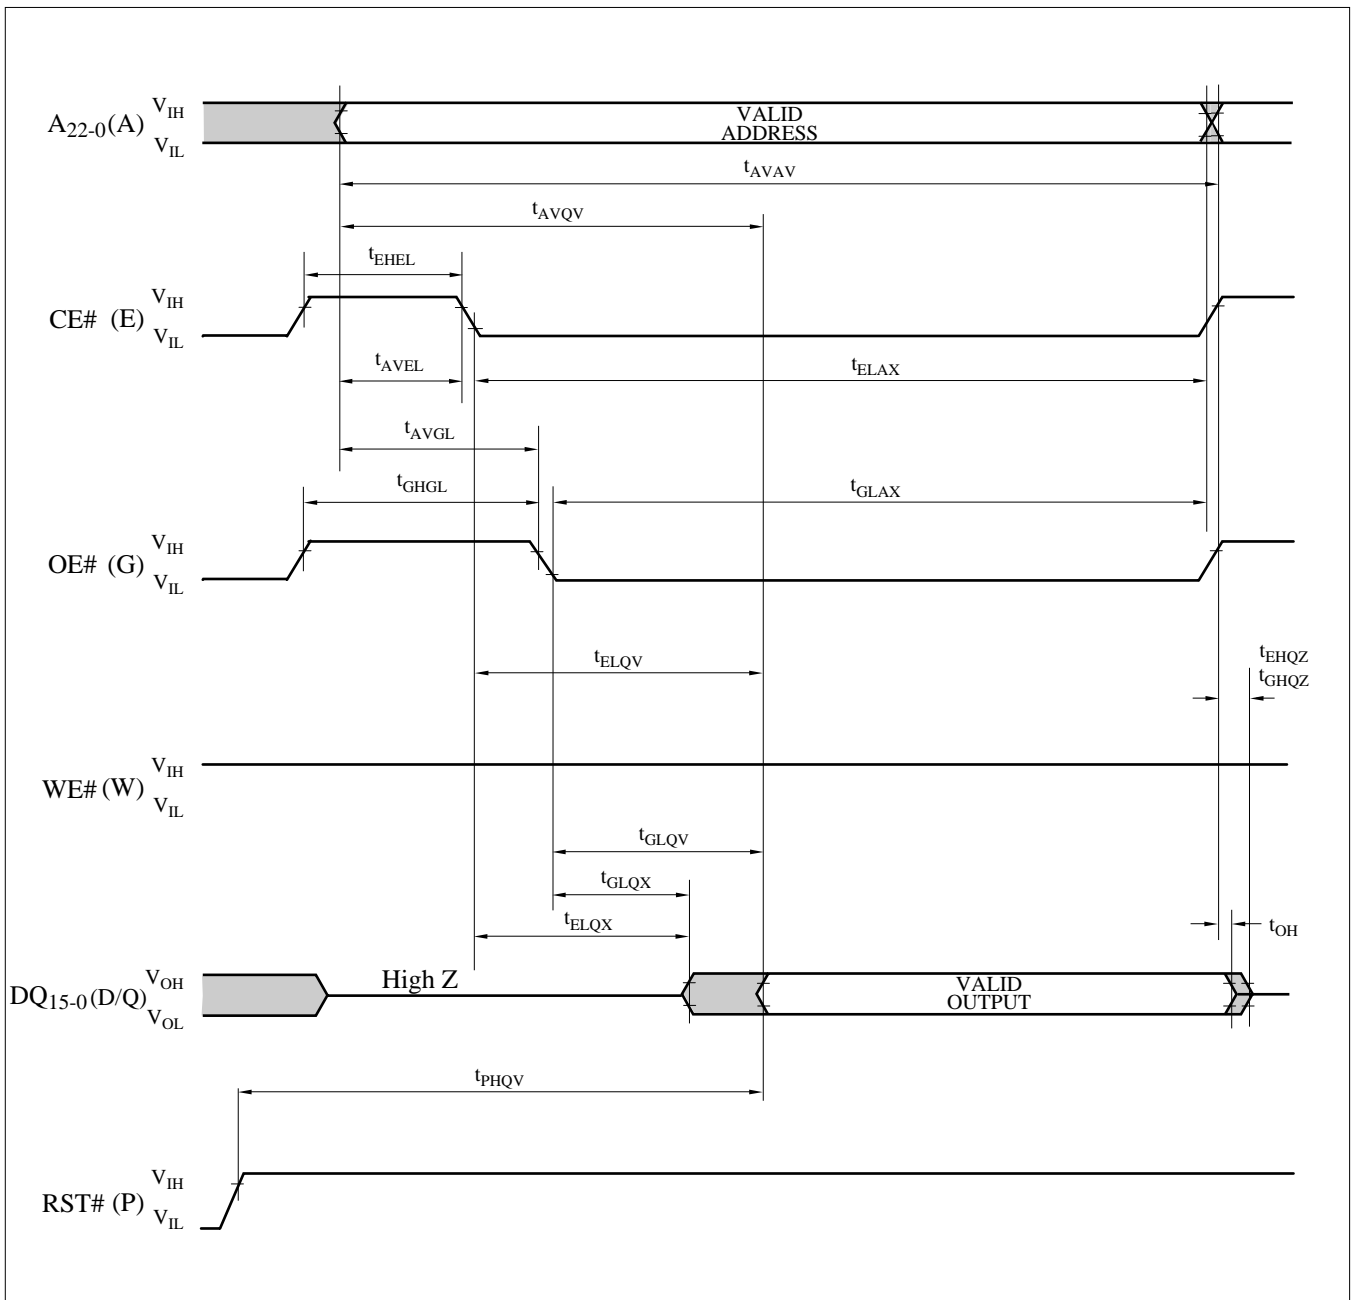 VIH
A22-0(A)
VIL
VALID
ADDRESS
tAVAV
tAVQV
tEHEL
VIH
CE# (E)
VIL
tAVEL
tELAX
tAVGL
tGHGL
tGLAX
VIH
OE# (G)
VIL
tELQV
tEHQZ
tGHQZ
VIH
WE# (W)
VIL
tGLQV
tGLQX
tELQX
tOH
VOH
DQ15-0(D/Q)
VOL
High Z
VALID
OUTPUT
tPHQV
VIH
RST# (P)
VIL